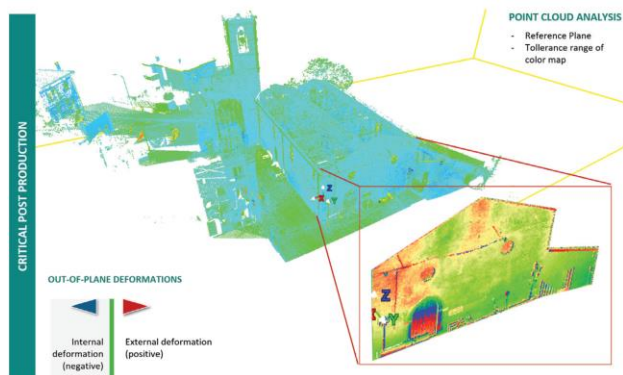 CRITICAL POST PRODUCTION
POINT CLOUD ANALYSIS
- Reference Plane
- Tollerance range of
color map
Z
X
Y
Z
X
Y
OUT-OF-PLANE DEFORMATIONS
Internal
deformation
(negative)
External deformation
(positive)